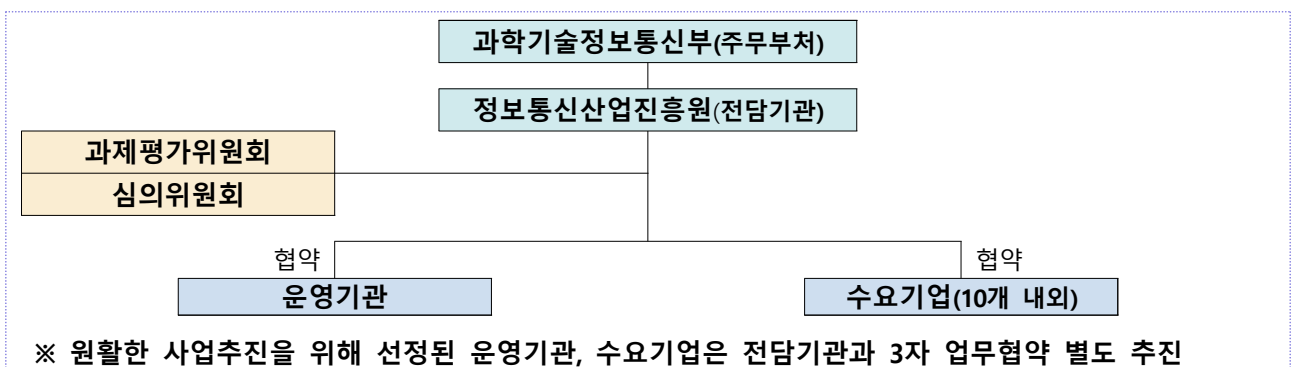 과학기술정보통신부(주무부처)
정보통신산업진흥원(전담기관)
과제평가위원회
심의위원회
협약
협약
운영기관
수요기업(10개 내외)
※ 원활한 사업추진을 위해 선정된 운영기관, 수요기업은 전담기관과 3자 업무협약 별도 추진